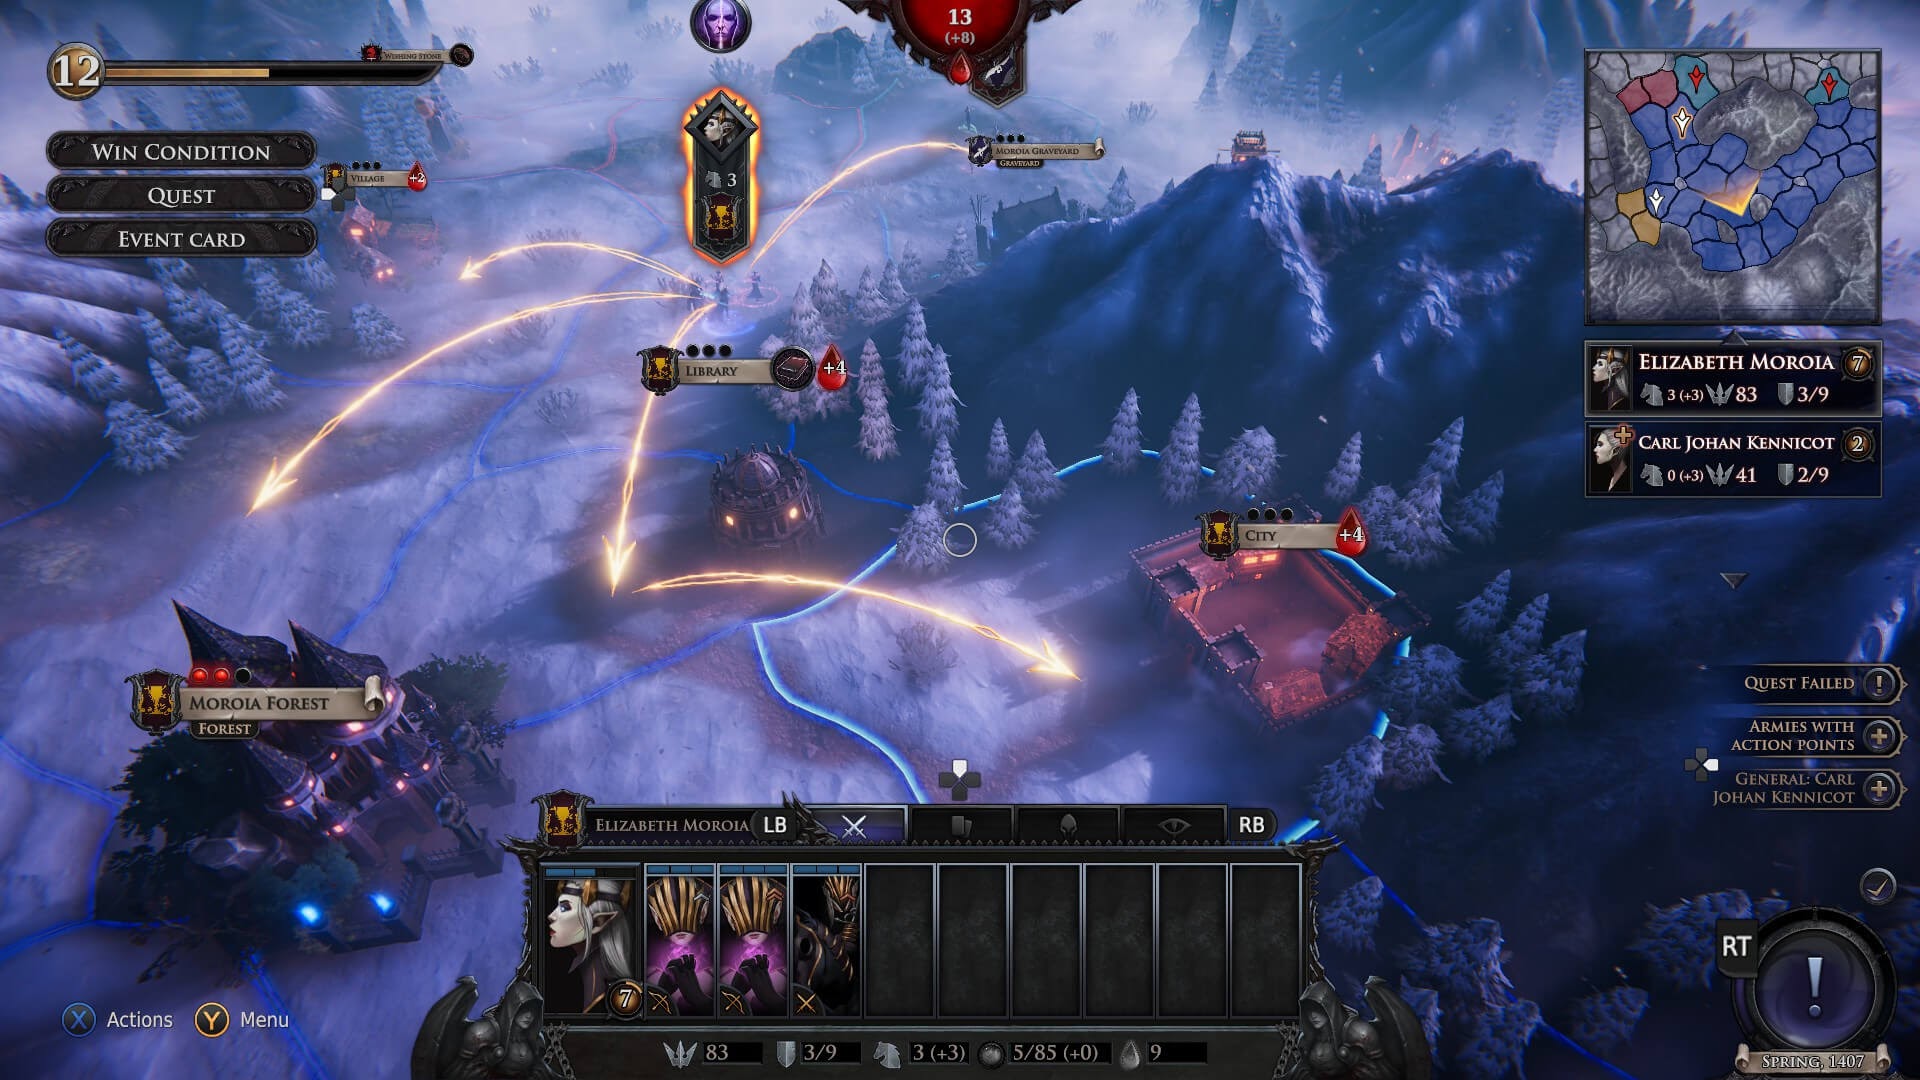 13
(+8)
12
Wishing Stone
Win Condition
Quest
Event card
Village
+2
3
Moroia Graveyard
Graveyard
Library
+4
City
+4
Moroia Forest
Forest
Elizabeth Moroia
7
3 (+3) 83 3/9
Carl Johan Kennicot
2
0 (+3) 41 2/9
Quest Failed !
Armies with
Action Points
General: Carl
Johan Kennicot
Elizabeth Moroia LB RB
7
83 3/9 3 (+3) 5/85 (+0) 9
X Actions Y Menu
RT
!
Spring, 1407